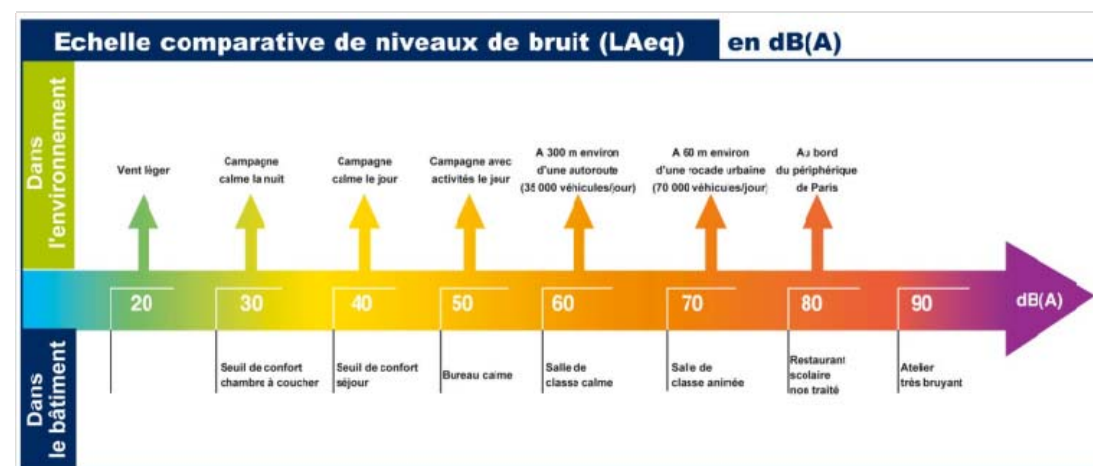 Echelle comparative de niveaux de bruit (LAeq) en dB(A)
Dans
l'environnement
Vent léger
Campagne
calme la nuit
Campagne
calme le jour
Campagne avec
activités le jour
A 300 m environ
d'une autoroute
(35 000 véhicules/jour)
A 60 m environ
d'une rocade urbaine
(70 000 véhicules/jour)
Au bord
du périphérique
de Paris
20
30
40
50
60
70
80
90
dB(A)
Dans
le bâtiment
Seuil de confort
chambre à coucher
Seuil de confort
séjour
Bureau calme
Salle de
classe calme
Salle de
classe animée
Restaurant
scolaire
non traité
Atelier
très bruyant